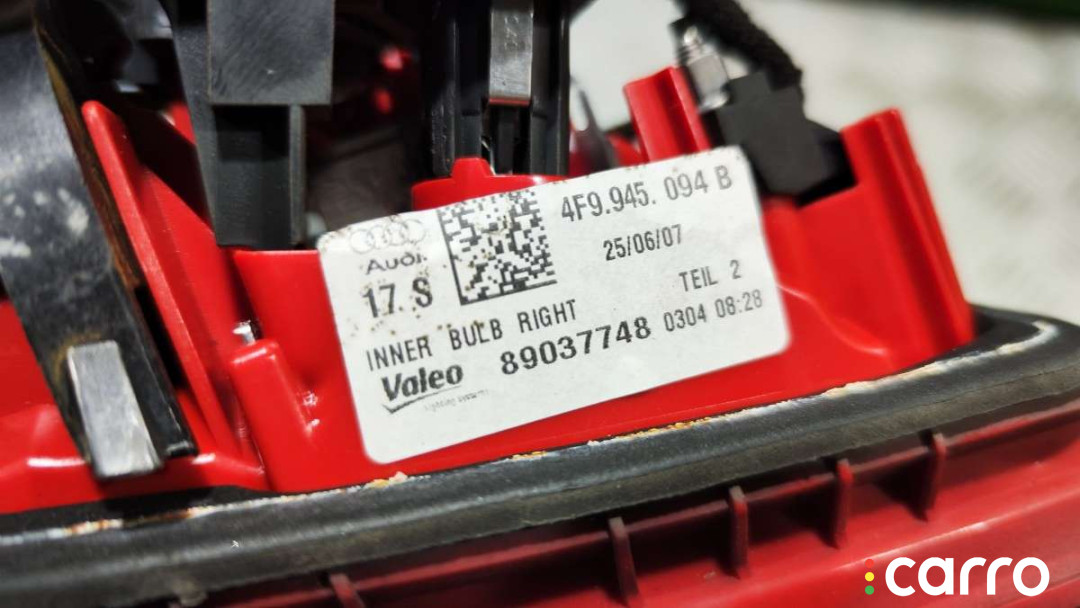 Audi
4F9.945. 094 B
17.S
25/06/07
TEIL 2
INNER BULB RIGHT
89037748 0304 08:28
Valeo
carro